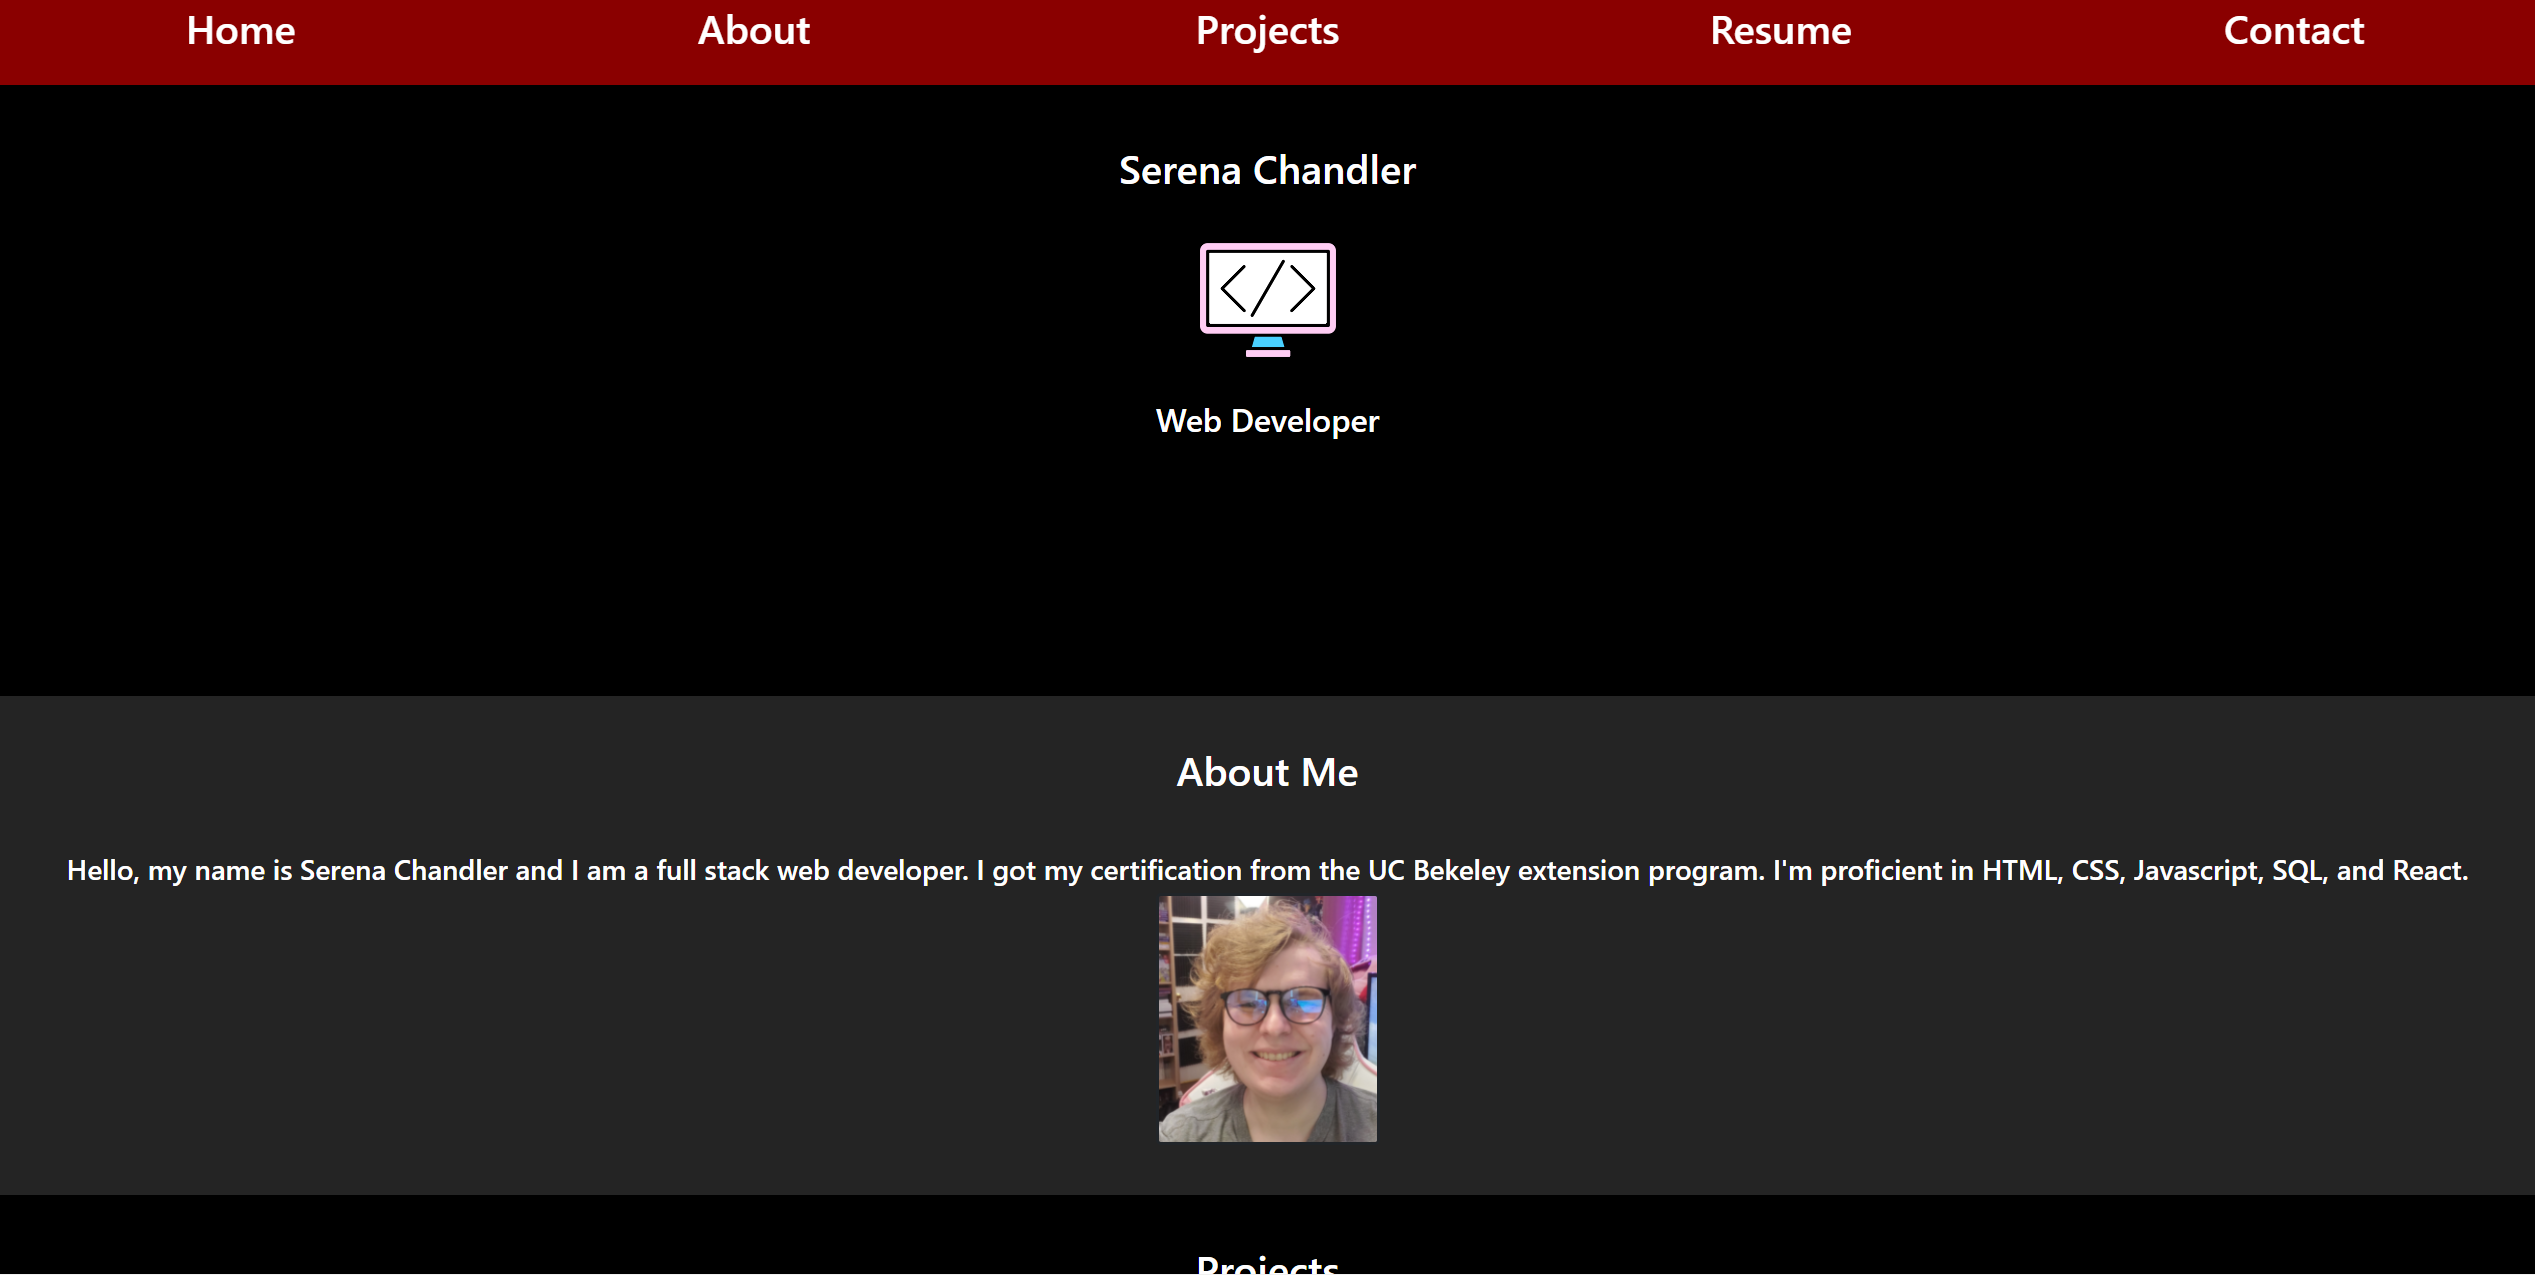 Home About Projects Resume Contact
Serena Chandler
</>
Web Developer
About Me
Hello, my name is Serena Chandler and I am a full stack web developer. I got my certification from the UC Bekeley extension program. I'm proficient in HTML, CSS, Javascript, SQL, and React.
Projects